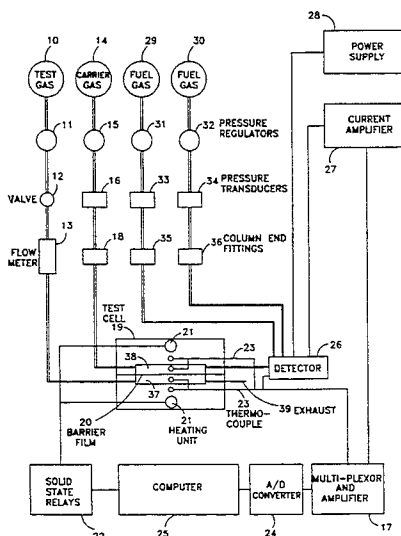 10 14 29 30
TEST GAS CARRIER GAS FUEL GAS FUEL GAS
28
POWER SUPPLY
11 15 31 32
PRESSURE REGULATORS
CURRENT AMPLIFIER
27
12
VALVE
16 33 34
PRESSURE TRANSDUCERS
13
FLOW METER
18 35 36
COLUMN END FITTINGS
TEST CELL
19
21
23
38
37
26
DETECTOR
20
BARRIER FILM
21
HEATING UNIT
23
THERMO-COUPLE
39 EXHAUST
SOLID STATE RELAYS
COMPUTER
A/D CONVERTER
MULTI-PLEXOR AND AMPLIFIER
22 25 24 17